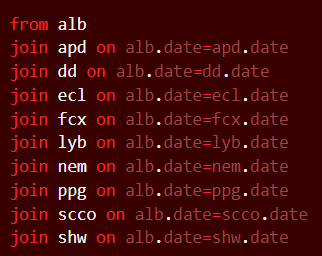 from alb
join apd on alb.date=apd.date
join dd on alb.date=dd.date
join ecl on alb.date=ecl.date
join fcx on alb.date=fcx.date
join lyb on alb.date=lyb.date
join nem on alb.date=nem.date
join ppg on alb.date=ppg.date
join scco on alb.date=scco.date
join shw on alb.date=shw.date